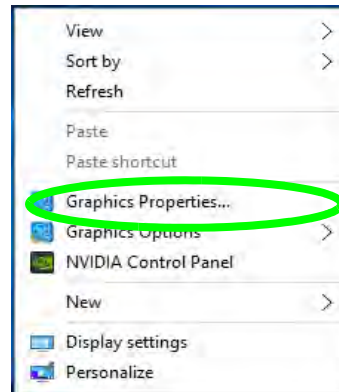 View
Sort by
Refresh
Paste
Paste shortcut
Graphics Properties...
Graphics Options
NVIDIA Control Panel
New
Display settings
Personalize